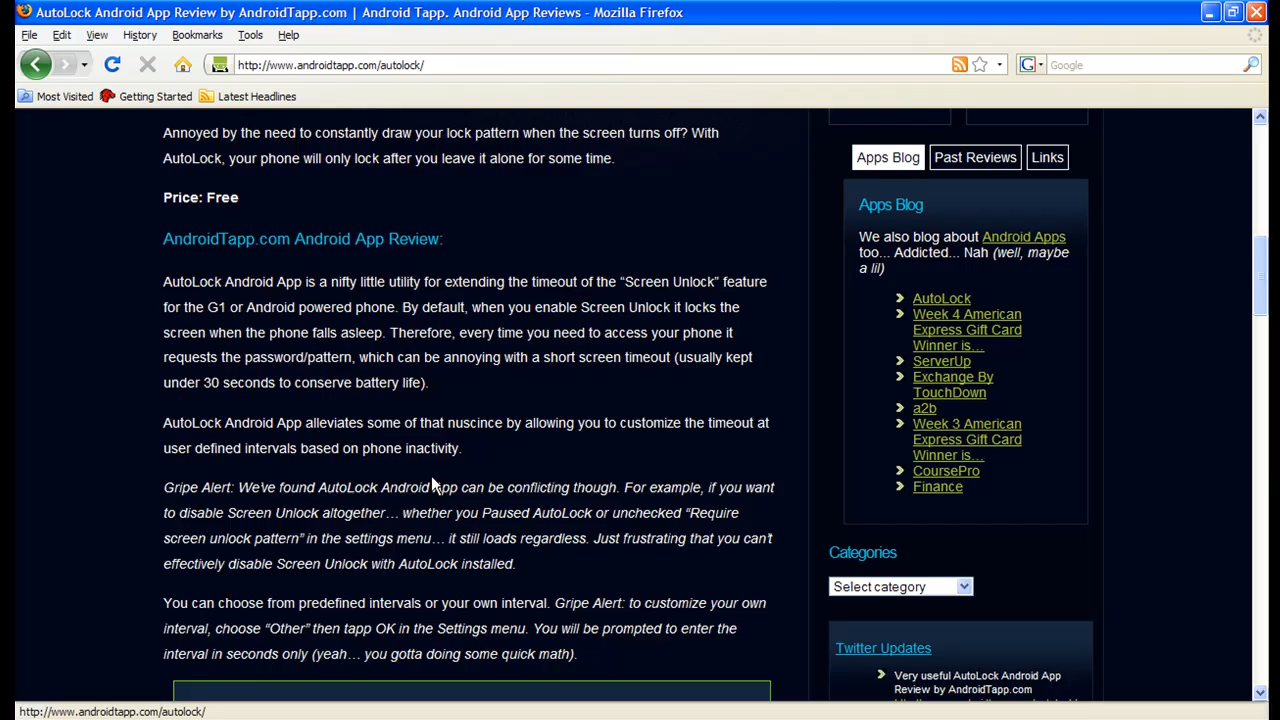 AutoLock Android App Review by AndroidTapp.com | Android Tapp. Android App Reviews - Mozilla Firefox
File Edit View History Bookmarks Tools Help
http://www.androidtapp.com/autolock/
Google
Most Visited Getting Started Latest Headlines
Annoyed by the need to constantly draw your lock pattern when the screen turns off? With
AutoLock, your phone will only lock after you leave it alone for some time.
Price: Free
AndroidTapp.com Android App Review:
AutoLock Android App is a nifty little utility for extending the timeout of the “Screen Unlock” feature
for the G1 or Android powered phone. By default, when you enable Screen Unlock it locks the
screen when the phone falls asleep. Therefore, every time you need to access your phone it
requests the password/pattern, which can be annoying with a short screen timeout (usually kept
under 30 seconds to conserve battery life).
AutoLock Android App alleviates some of that nuscince by allowing you to customize the timeout at
user defined intervals based on phone inactivity.
Gripe Alert: We've found AutoLock Android App can be conflicting though. For example, if you want
to disable Screen Unlock altogether… whether you Paused AutoLock or unchecked “Require
screen unlock pattern” in the settings menu… it still loads regardless. Just frustrating that you can’t
effectively disable Screen Unlock with AutoLock installed.
You can choose from predefined intervals or your own interval. Gripe Alert: to customize your own
interval, choose “Other” then tapp OK in the Settings menu. You will be prompted to enter the
interval in seconds only (yeah… you gotta doing some quick math).
Apps Blog Past Reviews Links
Apps Blog
We also blog about Android Apps
too... Addicted... Nah (well, maybe
a lil)
AutoLock
Week 4 American
Express Gift Card
Winner is…
ServerUp
Exchange By
TouchDown
a2b
Week 3 American
Express Gift Card
Winner is…
CoursePro
Finance
Categories
Select category
Twitter Updates
Very useful AutoLock Android App
Review by AndroidTapp.com
http://www.androidtapp.com/autolock/